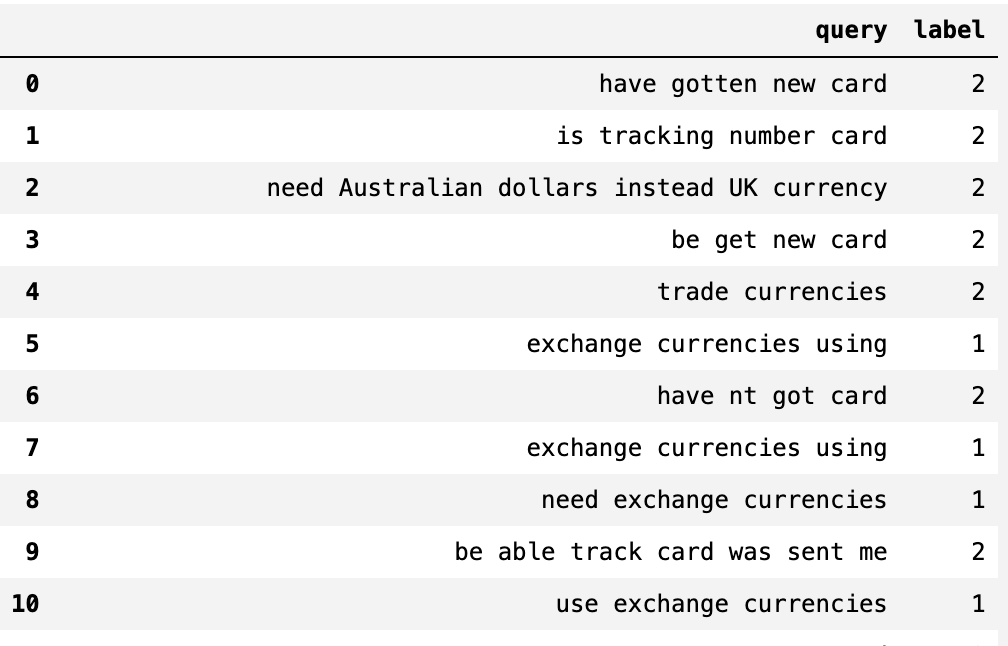 query label
0 have gotten new card 2
1 is tracking number card 2
2 need Australian dollars instead UK currency 2
3 be get new card 2
4 trade currencies 2
5 exchange currencies using 1
6 have nt got card 2
7 exchange currencies using 1
8 need exchange currencies 1
9 be able track card was sent me 2
10 use exchange currencies 1